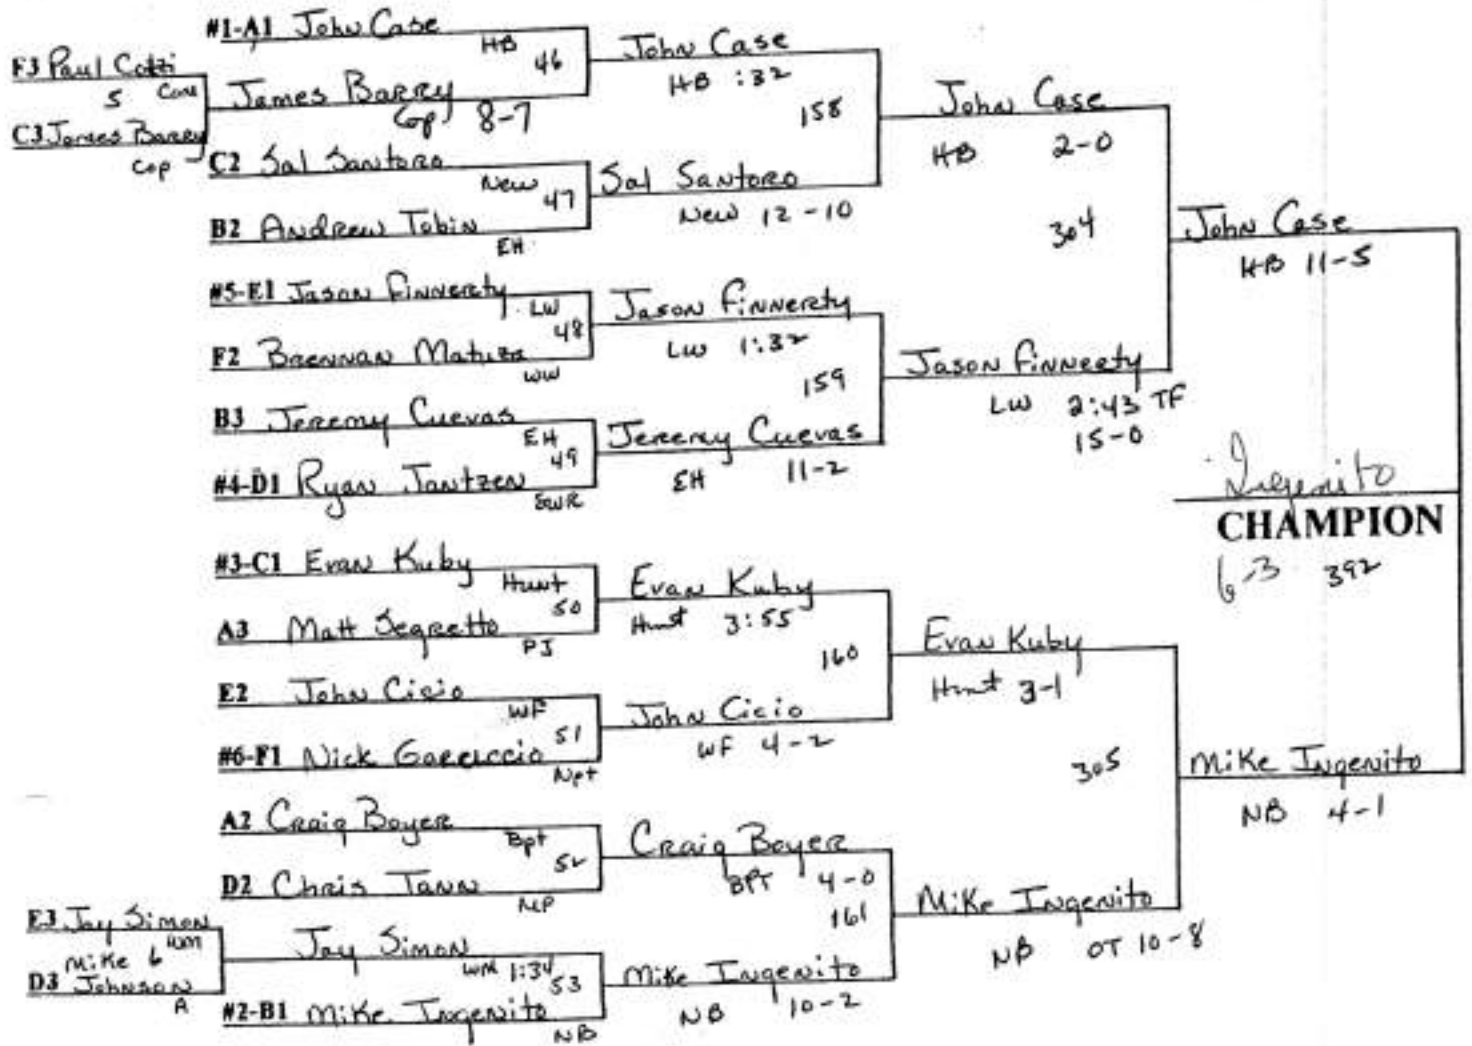 #1-A1 John Case
HB
46
F3 Paul Cotzi
5 Cone
James Barry
Cop 8-7
C3 James Barry
Cop
John Case
HB :32
158
C2 Sal Santoro
New
47
B2 Andrew Tobin
EH
Sal Santoro
New 12-10
John Case
HB 2-0
304
#5-E1 Jason Finnerty
LW
48
F2 Brennan Matuza
WW
Jason Finnerty
LW 1:32
159
B3 Jeremy Cuevas
EH
49
#4-D1 Ryan Jantzen
SWR
Jeremy Cuevas
EH 11-2
Jason Finnerty
LW 2:43 TF
15-0
John Case
HB 11-5
Ingenito
CHAMPION
6-3 392
#3-C1 Evan Kuby
Hunt
50
A3 Matt Segretto
PJ
Evan Kuby
Hunt 3:55
160
E2 John Cicio
WF
51
#6-F1 Nick Gareccio
Npt
John Cicio
WF 4-2
Evan Kuby
Hunt 3-1
305
A2 Craig Boyer
Bpt
52
D2 Chris Tann
MP
Craig Boyer
BPT 4-0
161
E3 Jay Simon
WM
Mike 6
D3 Johnson
A
Jay Simon
WM 1:34
53
#2-B1 Mike Ingenito
NB
Mike Ingenito
NB 10-2
Mike Ingenito
NB OT 10-8
Mike Ingenito
NB 4-1